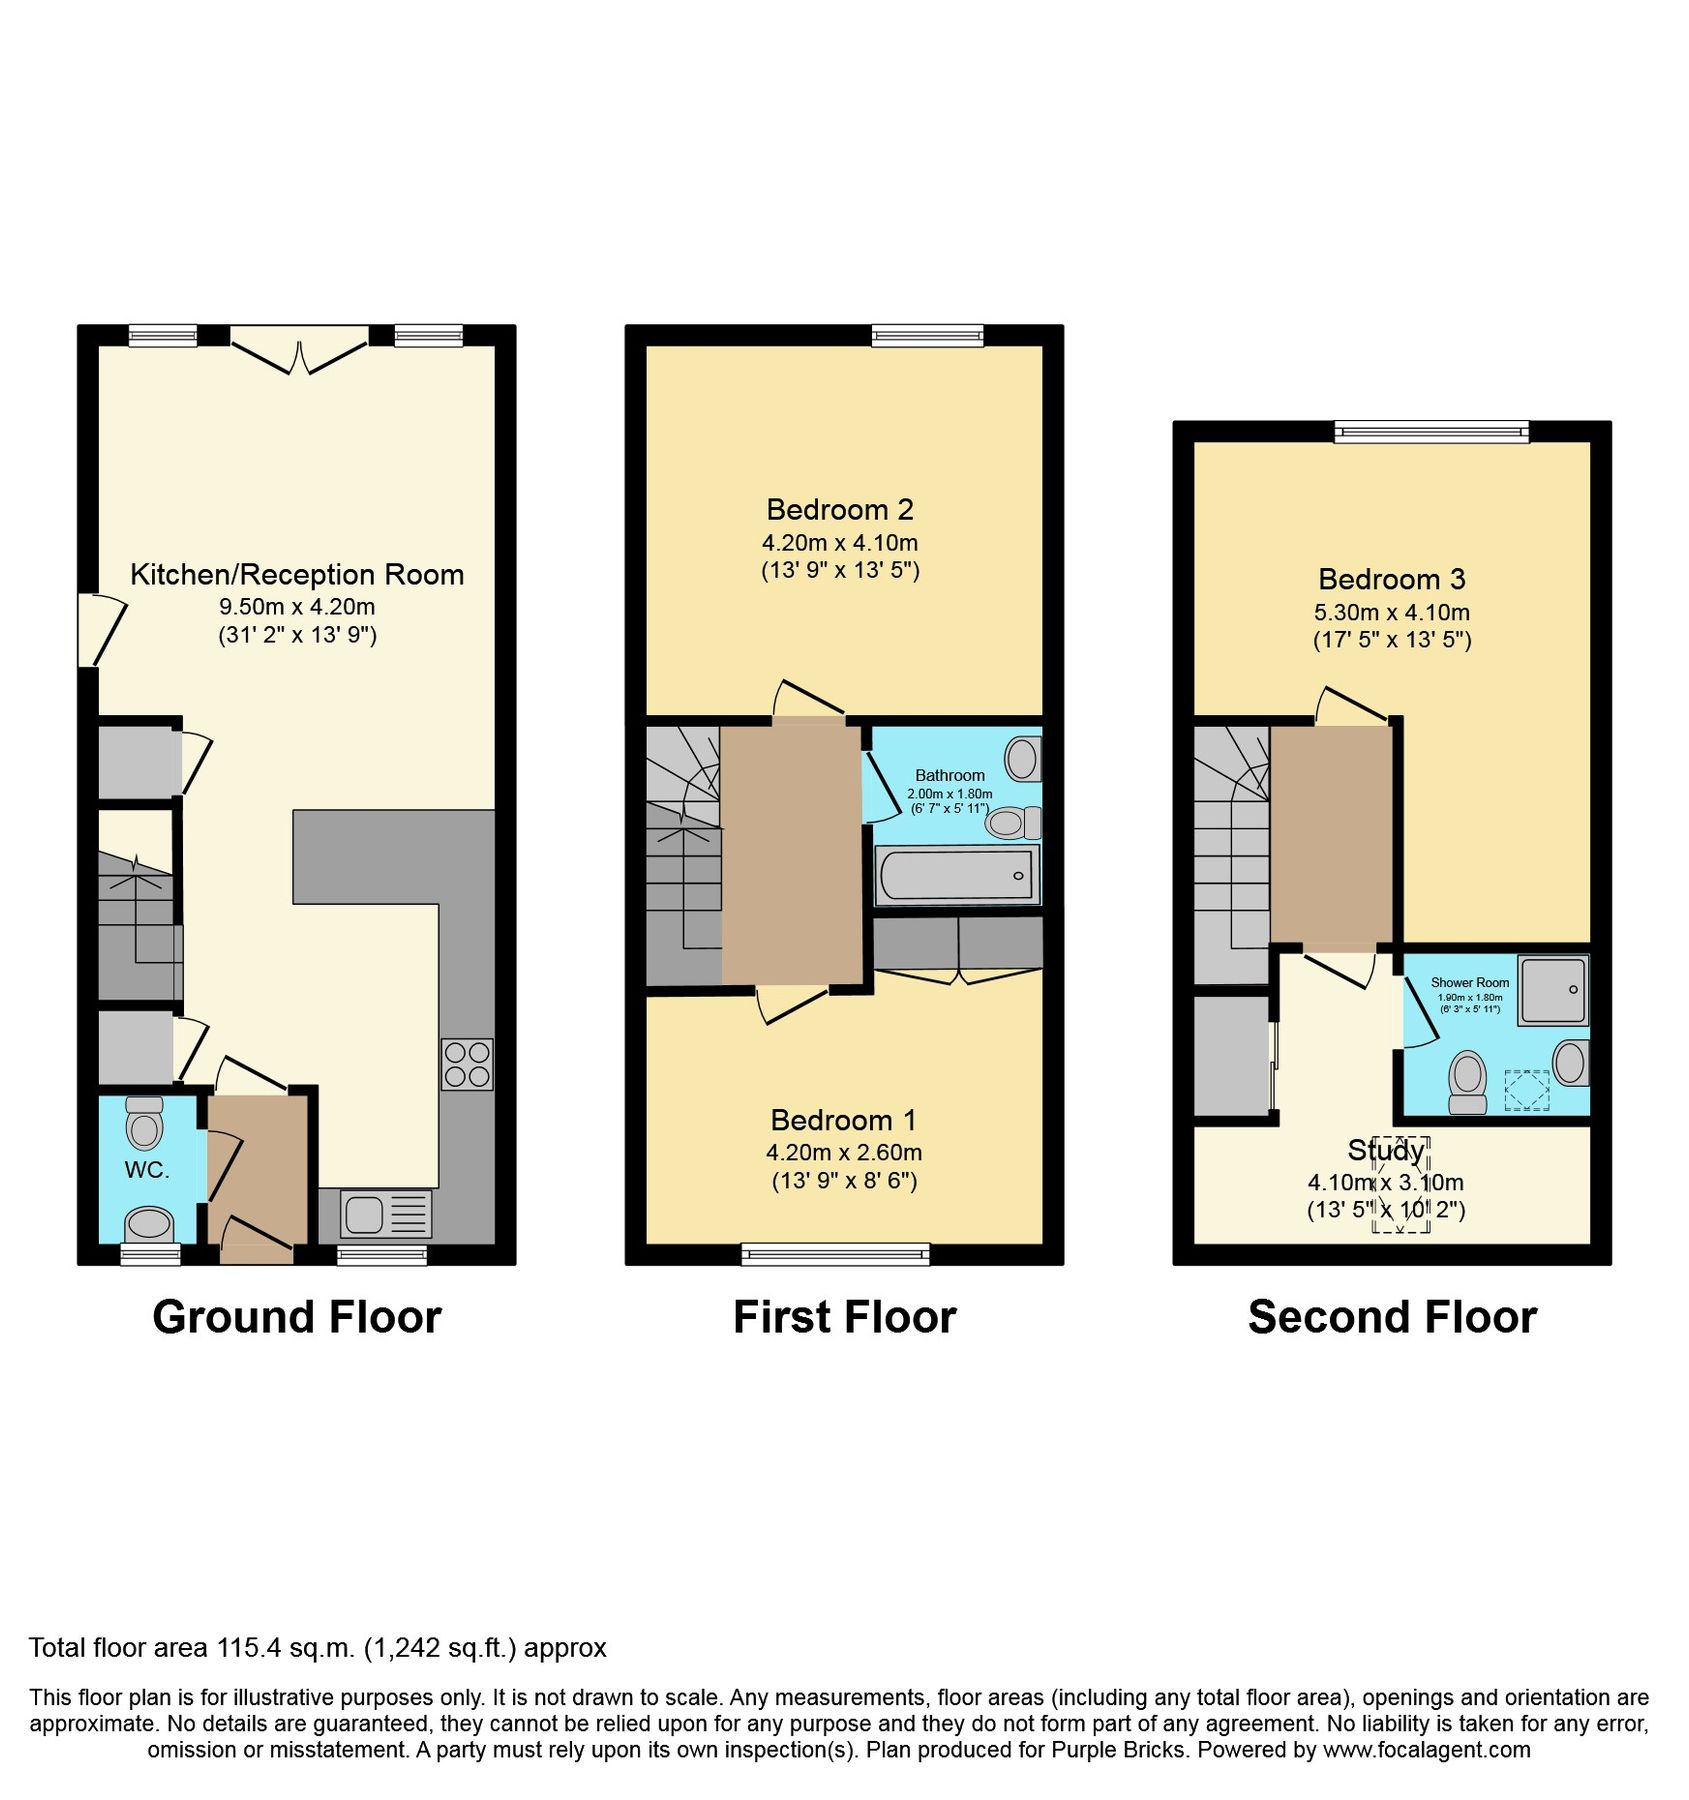 Kitchen/Reception Room
9.50m x 4.20m
(31' 2" x 13' 9")
WC.
Ground Floor
Bedroom 2
4.20m x 4.10m
(13' 9" x 13' 5")
Bathroom
2.00m x 1.80m
(6' 7" x 5' 11")
Bedroom 1
4.20m x 2.60m
(13' 9" x 8' 6")
First Floor
Bedroom 3
5.30m x 4.10m
(17' 5" x 13' 5")
Shower Room
1.90m x 1.80m
(6' 3" x 5' 11")
Study
4.10m x 3.10m
(13' 5" x 10' 2")
Second Floor
Total floor area 115.4 sq.m. (1,242 sq.ft.) approx
This floor plan is for illustrative purposes only. It is not drawn to scale. Any measurements, floor areas (including any total floor area), openings and orientation are
approximate. No details are guaranteed, they cannot be relied upon for any purpose and they do not form part of any agreement. No liability is taken for any error,
omission or misstatement. A party must rely upon its own inspection(s). Plan produced for Purple Bricks. Powered by www.focalagent.com